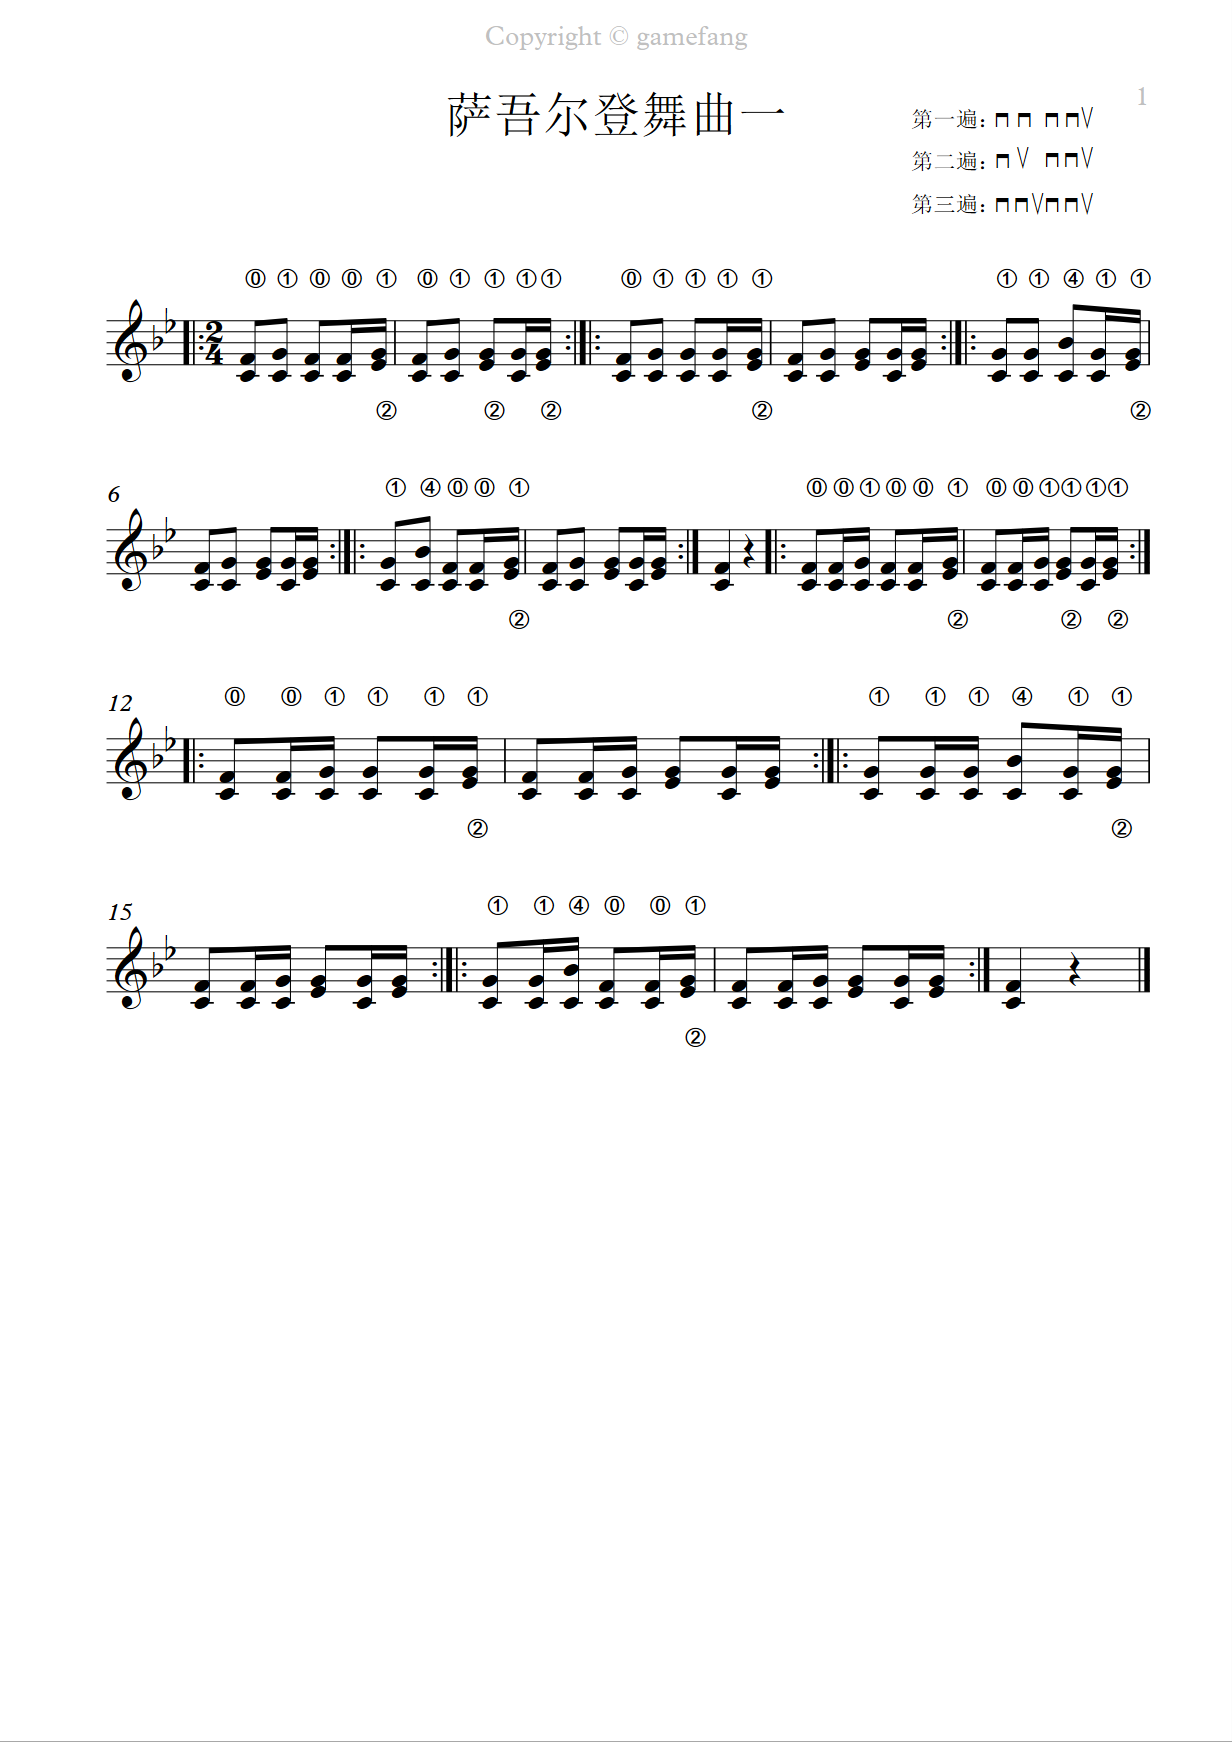 Copyright © gamefang
1
萨吾尔登舞曲一
第一遍:
第二遍:
第三遍:
⓪ ① ⓪ ⓪ ① ⓪ ① ① ① ① ⓪ ① ① ① ① ① ① ④ ① ①
2
4
② ② ② ② ②
6
① ④ ⓪ ⓪ ① ⓪ ⓪ ① ⓪ ⓪ ① ⓪ ⓪ ① ① ① ①
② ② ② ②
12
⓪ ⓪ ① ① ① ① ① ① ① ④ ① ①
② ②
15
① ① ④ ⓪ ⓪ ①
②